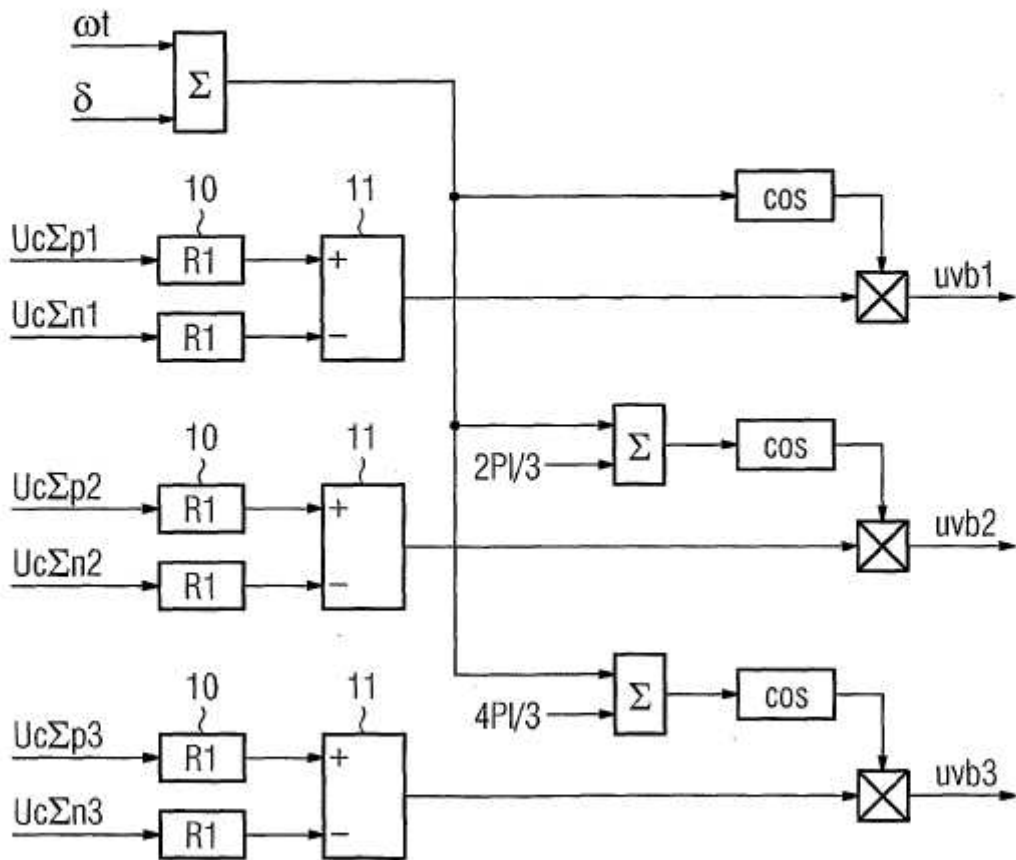 ωt
δ
Σ
10
11
cos
UcΣp1
R1
+
uvb1
UcΣn1
R1
−
10
11
Σ
cos
2PI/3
UcΣp2
R1
+
uvb2
UcΣn2
R1
−
10
11
Σ
cos
4PI/3
UcΣp3
R1
+
uvb3
UcΣn3
R1
−